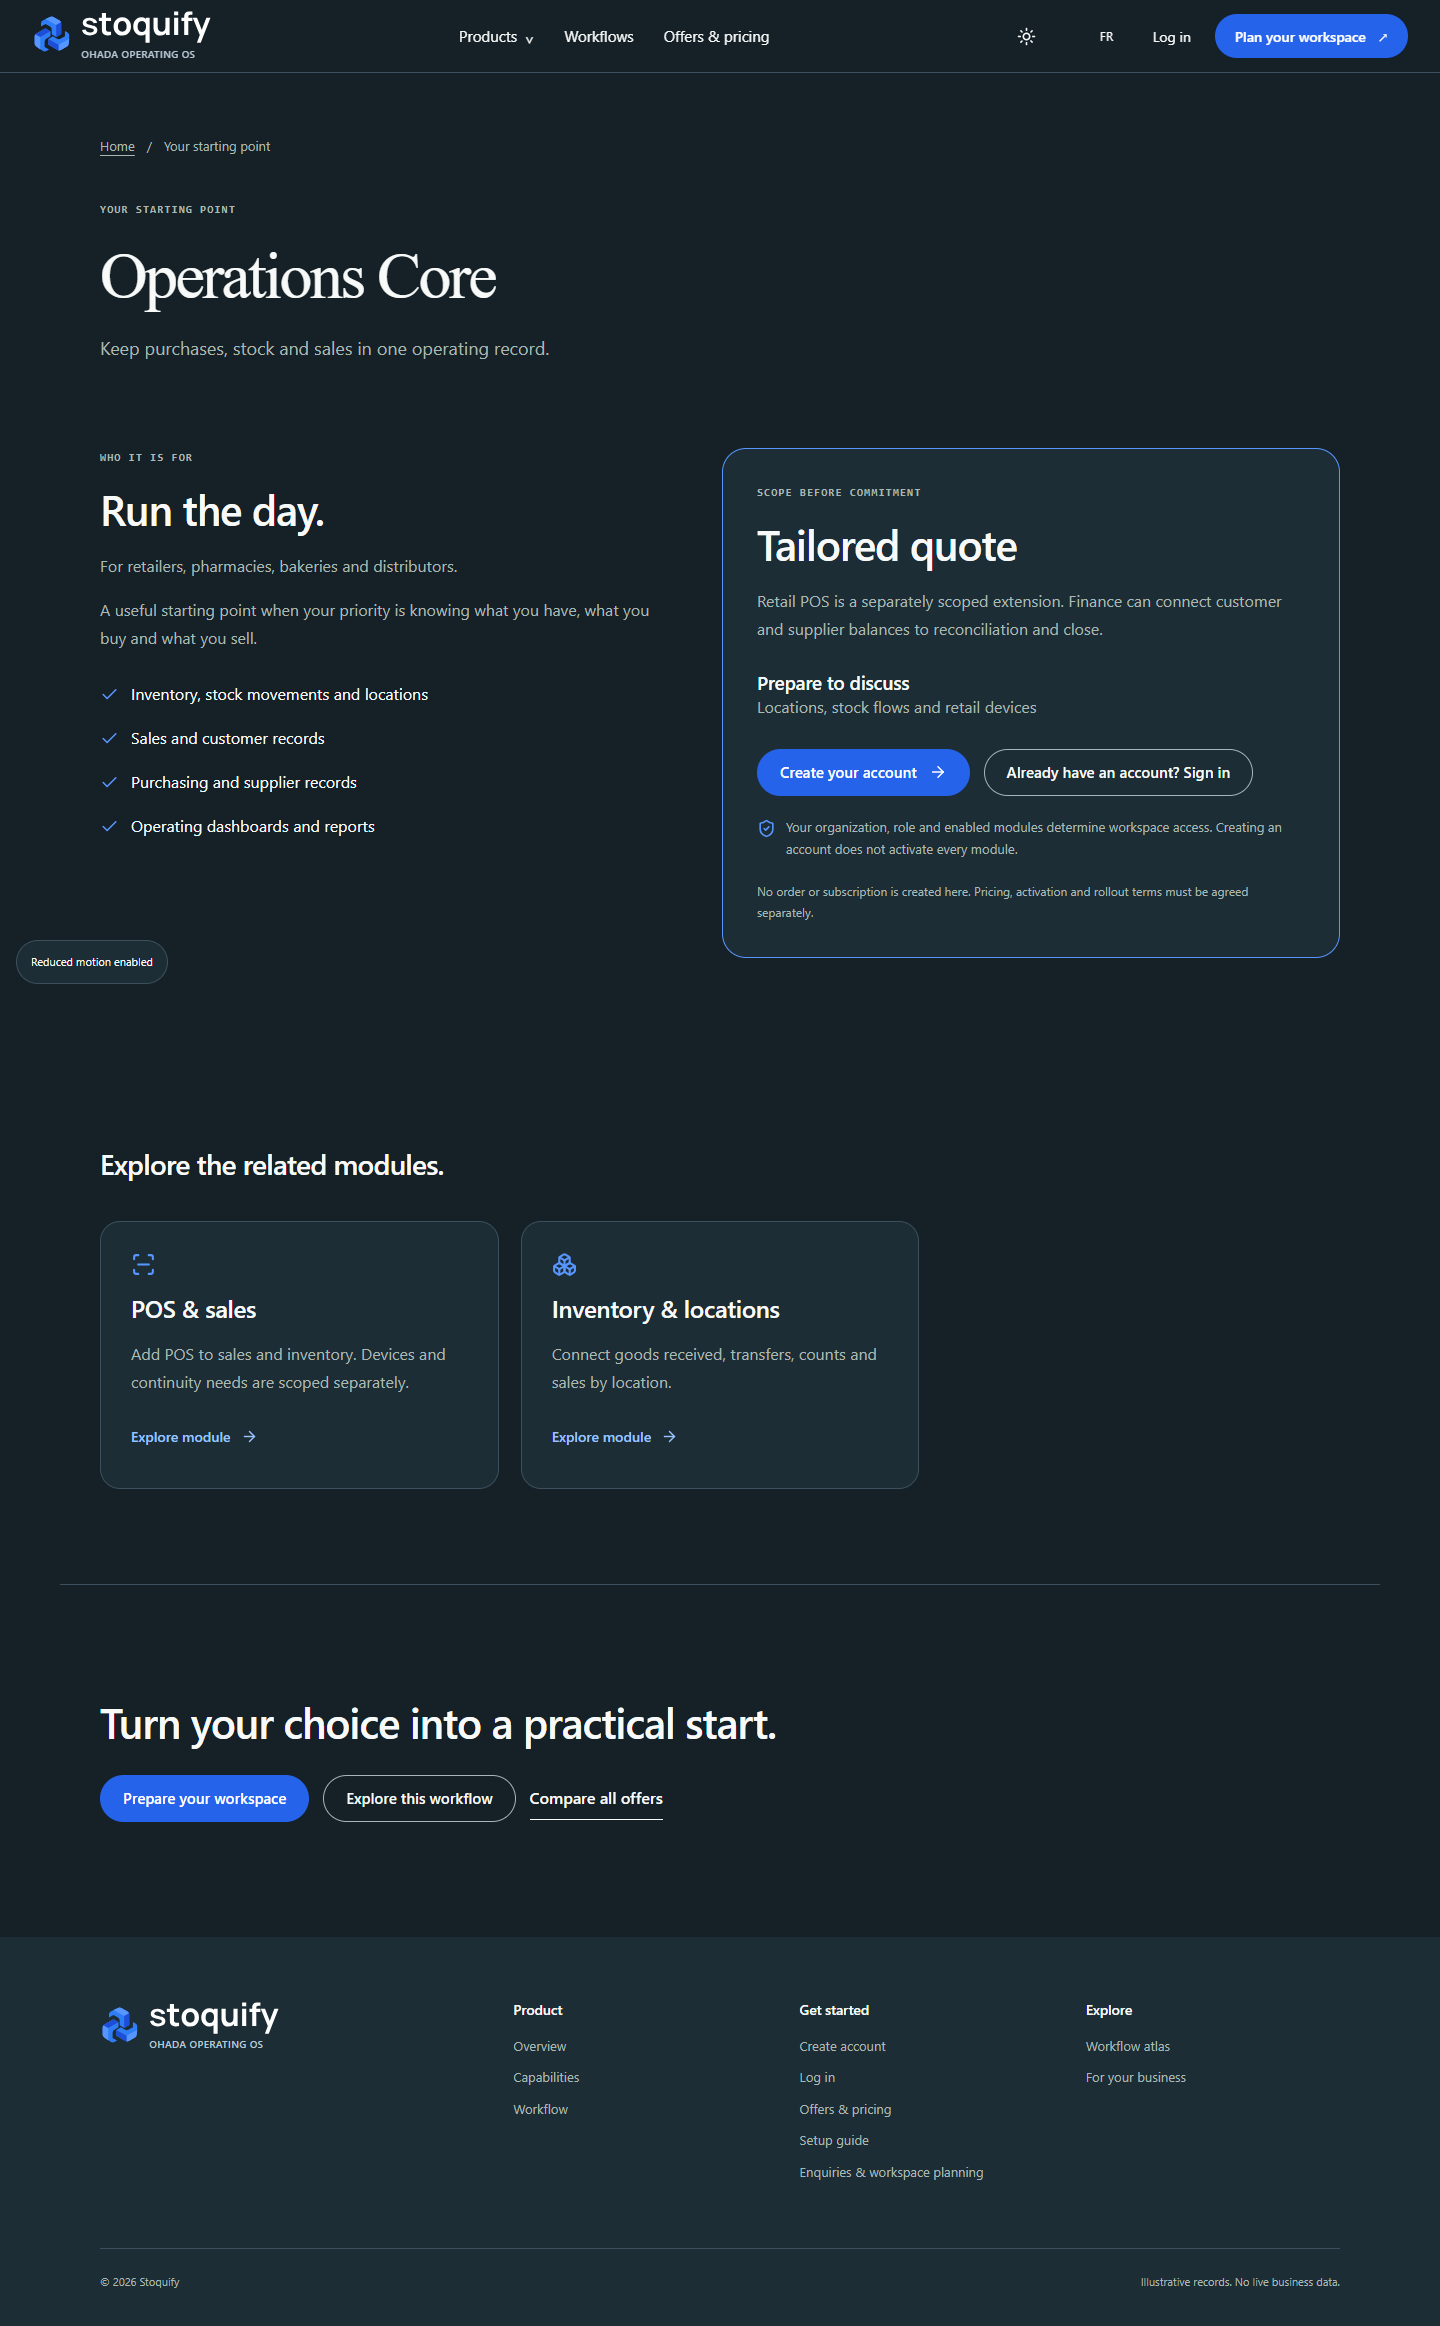 stoquify
OHADA OPERATING OS
Products
Workflows
Offers & pricing
FR
Log in
Plan your workspace ↗
Home / Your starting point
YOUR STARTING POINT
Operations Core
Keep purchases, stock and sales in one operating record.
WHO IT IS FOR
Run the day.
For retailers, pharmacies, bakeries and distributors.
A useful starting point when your priority is knowing what you have, what you
buy and what you sell.
Inventory, stock movements and locations
Sales and customer records
Purchasing and supplier records
Operating dashboards and reports
SCOPE BEFORE COMMITMENT
Tailored quote
Retail POS is a separately scoped extension. Finance can connect customer
and supplier balances to reconciliation and close.
Prepare to discuss
Locations, stock flows and retail devices
Create your account
Already have an account? Sign in
Your organization, role and enabled modules determine workspace access. Creating an
account does not activate every module.
No order or subscription is created here. Pricing, activation and rollout terms must be agreed
separately.
Reduced motion enabled
Explore the related modules.
POS & sales
Add POS to sales and inventory. Devices and
continuity needs are scoped separately.
Explore module
Inventory & locations
Connect goods received, transfers, counts and
sales by location.
Explore module
Turn your choice into a practical start.
Prepare your workspace
Explore this workflow
Compare all offers
stoquify
OHADA OPERATING OS
Product
Overview
Capabilities
Workflow
Get started
Create account
Log in
Offers & pricing
Setup guide
Enquiries & workspace planning
Explore
Workflow atlas
For your business
© 2026 Stoquify
Illustrative records. No live business data.